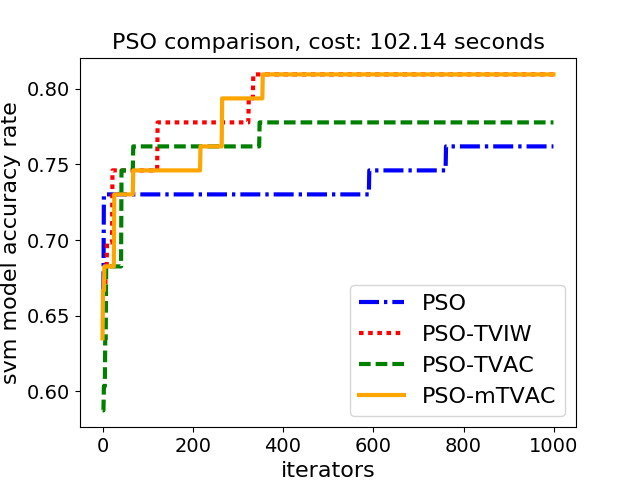 PSO comparison, cost: 102.14 seconds
svm model accuracy rate
0.80
0.75
0.70
0.65
0.60
0 200 400 600 800 1000
iterators
PSO
PSO-TVIW
PSO-TVAC
PSO-mTVAC